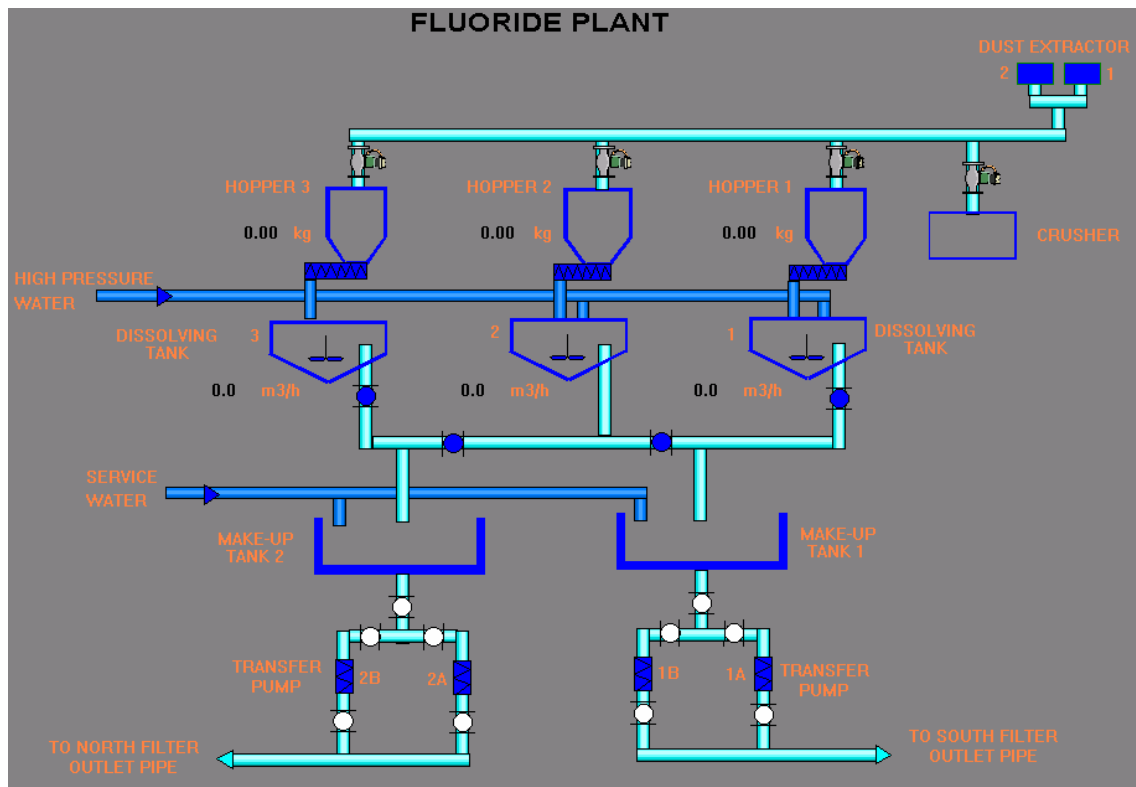 FLUORIDE PLANT
DUST EXTRACTOR
2
1
HOPPER 3
HOPPER 2
HOPPER 1
0.00 kg
0.00 kg
0.00 kg
CRUSHER
HIGH PRESSURE
WATER
DISSOLVING
TANK
3
2
1
DISSOLVING
TANK
0.0 m3/h
0.0 m3/h
0.0 m3/h
SERVICE
WATER
MAKE-UP
TANK 2
MAKE-UP
TANK 1
TRANSFER
PUMP
2B
2A
1B
1A
TRANSFER
PUMP
TO NORTH FILTER
OUTLET PIPE
TO SOUTH FILTER
OUTLET PIPE